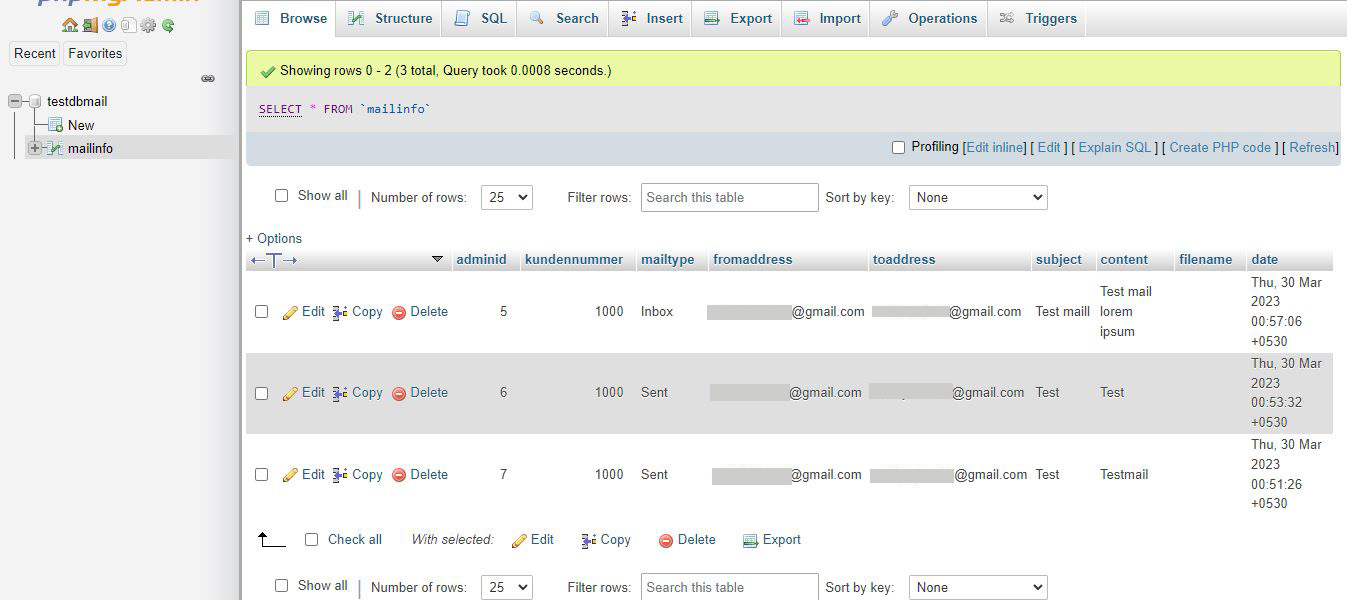 phpMyAdmin
Browse Structure SQL Search Insert Export Import Operations Triggers
Recent Favorites
testdbmail
New
mailinfo
Showing rows 0 - 2 (3 total, Query took 0.0008 seconds.)
SELECT * FROM `mailinfo`
Profiling [Edit inline] [ Edit ] [ Explain SQL ] [ Create PHP code ] [ Refresh]
Show all | Number of rows: 25 Filter rows: Search this table Sort by key: None
+ Options
←T→ adminid kundennummer mailtype fromaddress toaddress subject content filename date
Edit Copy Delete 5 1000 Inbox @gmail.com @gmail.com Test maill Test mail lorem ipsum Thu, 30 Mar 2023 00:57:06 +0530
Edit Copy Delete 6 1000 Sent @gmail.com @gmail.com Test Test Thu, 30 Mar 2023 00:53:32 +0530
Edit Copy Delete 7 1000 Sent @gmail.com @gmail.com Test Testmail Thu, 30 Mar 2023 00:51:26 +0530
Check all With selected: Edit Copy Delete Export
Show all | Number of rows: 25 Filter rows: Search this table Sort by key: None